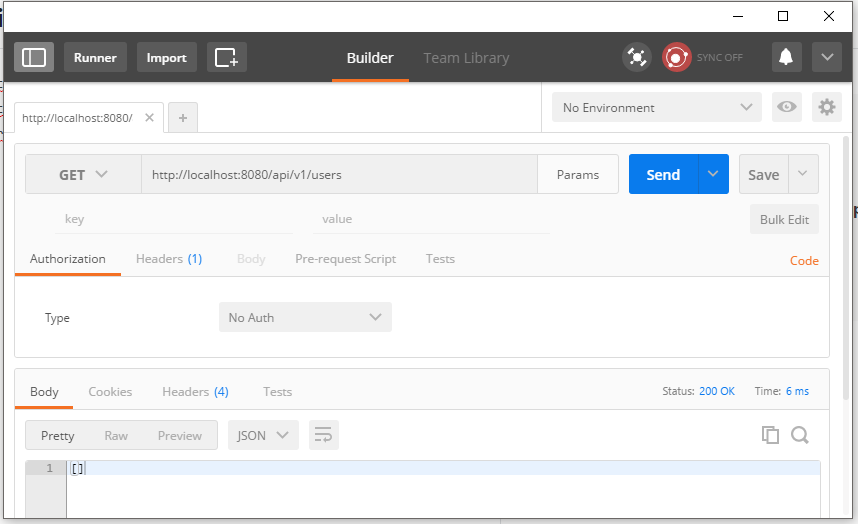 Runner Import Builder Team Library SYNC OFF
http://localhost:8080/ No Environment
GET http://localhost:8080/api/v1/users Params Send Save
key value Bulk Edit
Authorization Headers (1) Body Pre-request Script Tests Code
Type No Auth
Body Cookies Headers (4) Tests Status: 200 OK Time: 6 ms
Pretty Raw Preview JSON
1 []